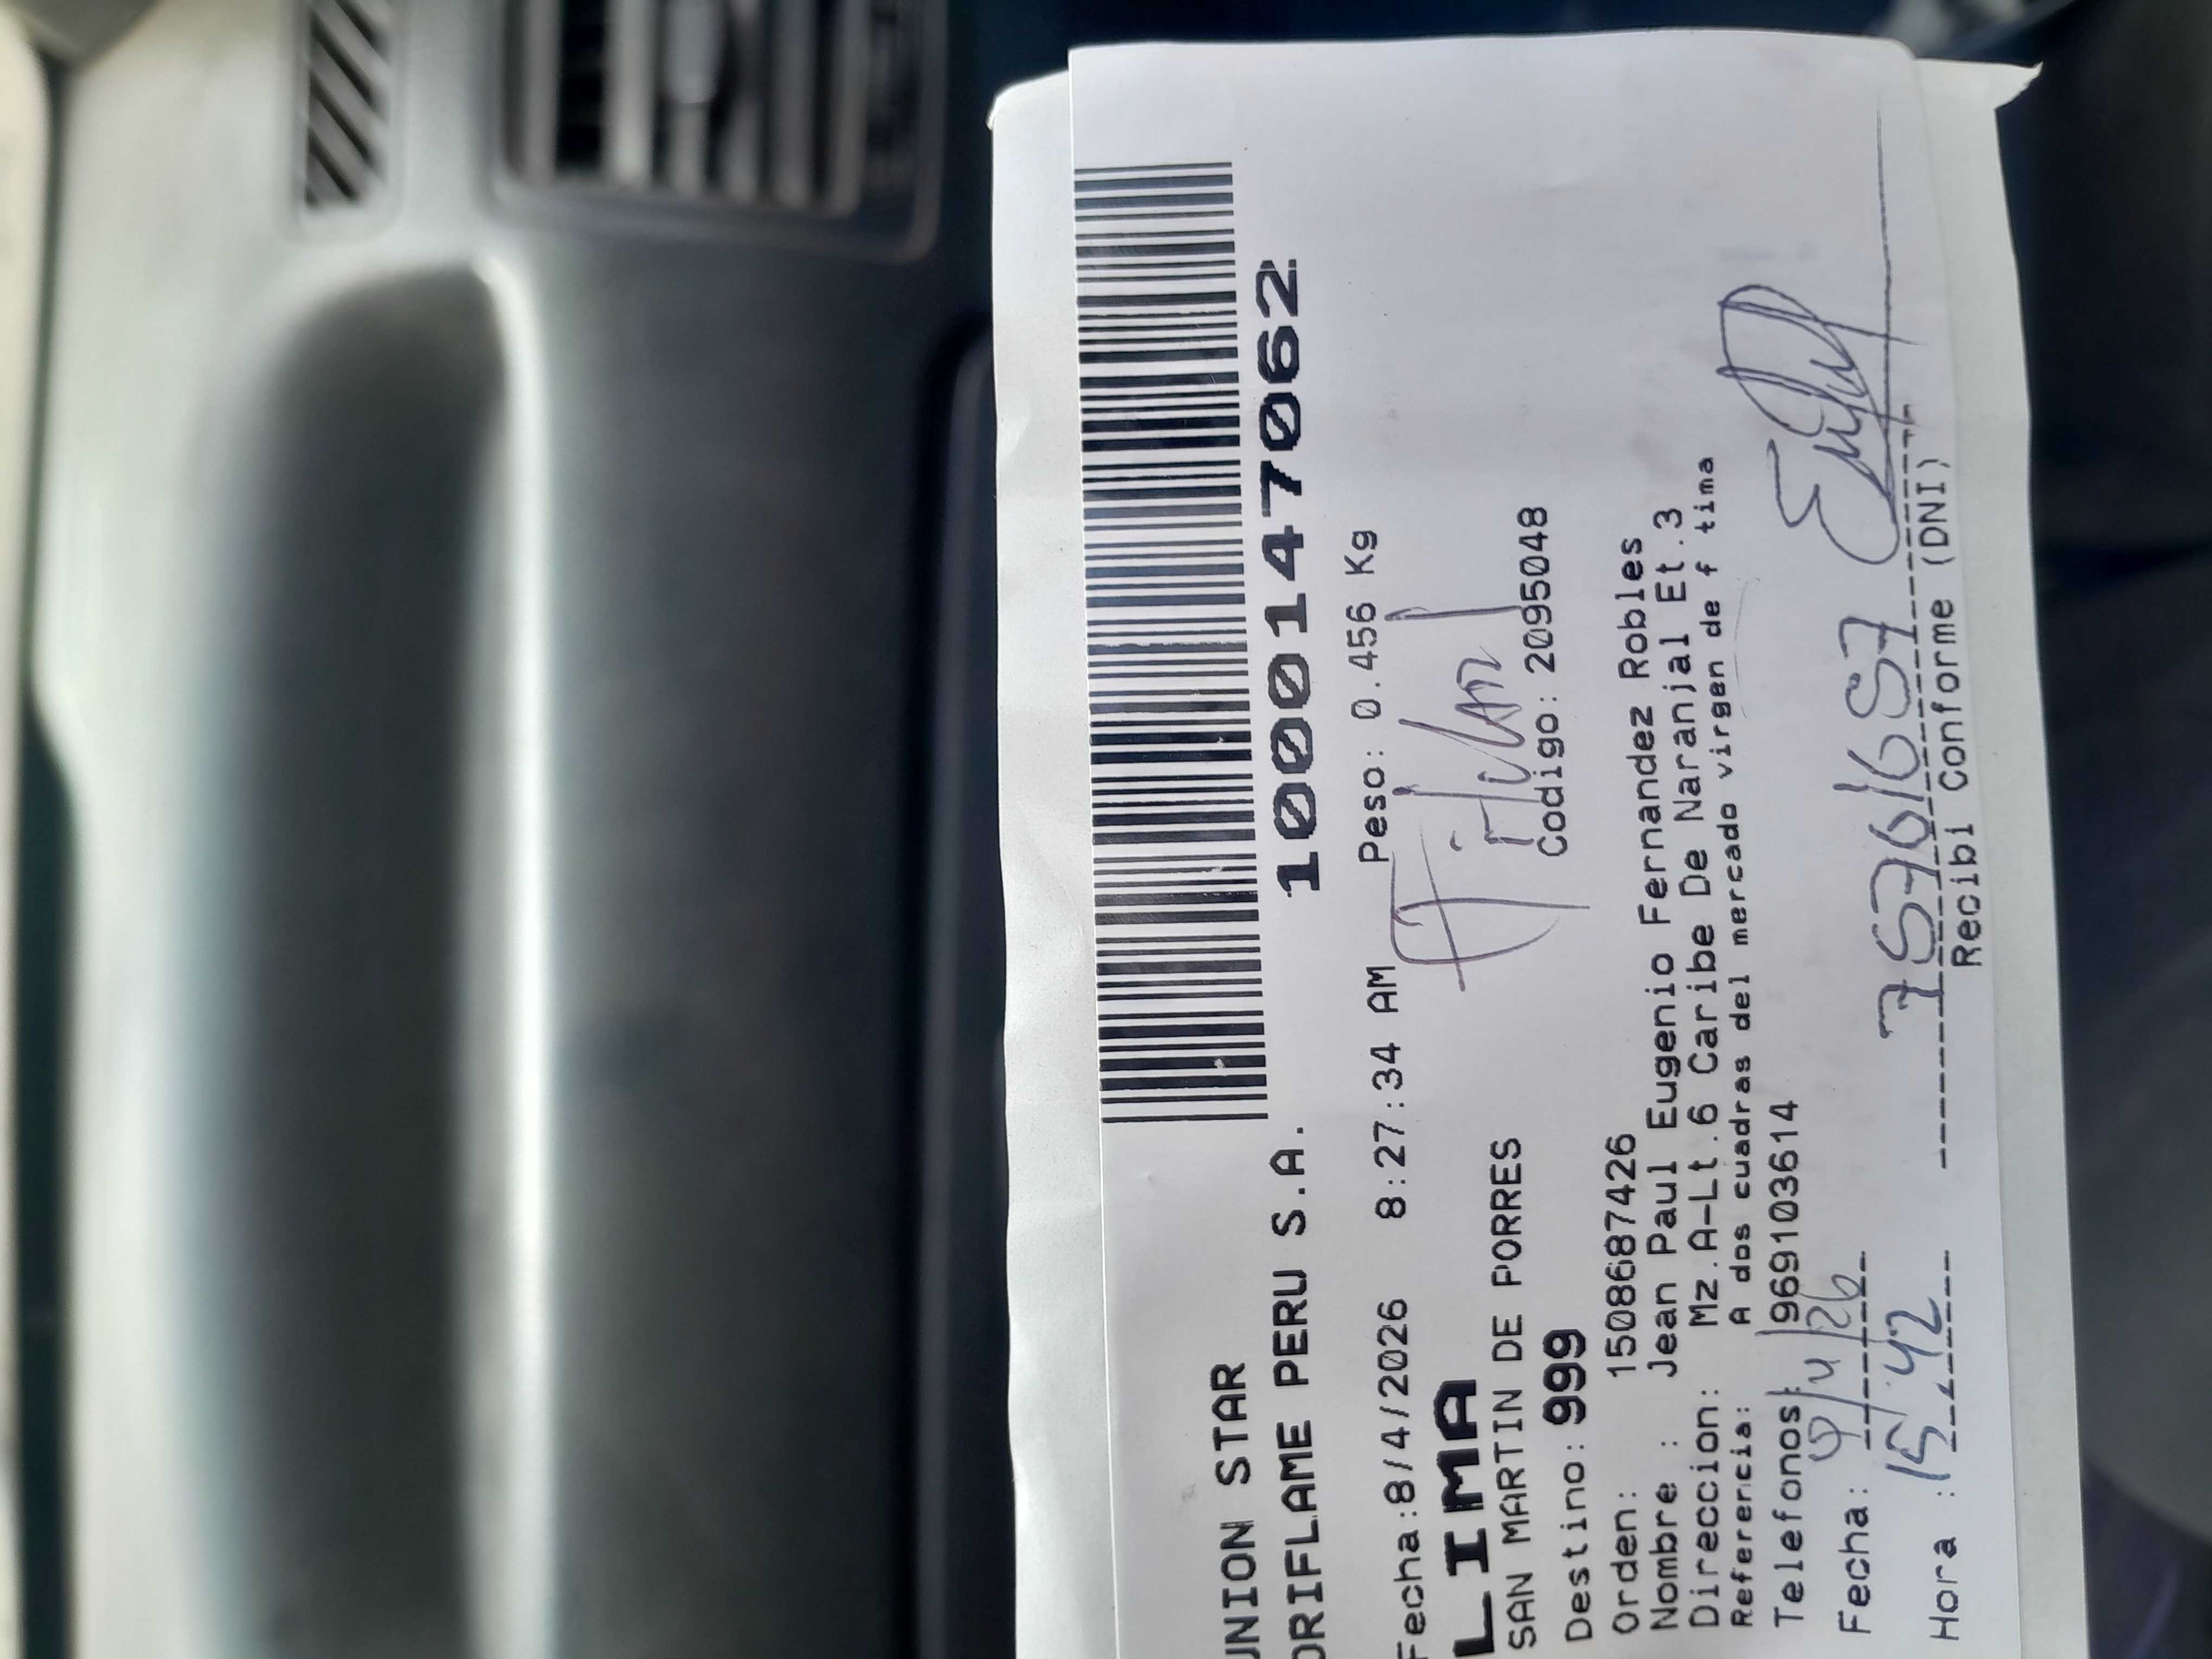 UNION STAR
ORIFLAME PERU S.A.
1000147062
Fecha:8/4/2026 8:27:34 AM Peso: 0.456 Kg
LIMA
SAN MARTIN DE PORRES
Destino: 999 Codigo: 2095048
Orden: 1508687426
Nombre : Jean Paul Eugenio Fernandez Robles
Direccion: Mz.A-Lt.6 Caribe De Naranjal Et.3
Referencia: A dos cuadras del mercado virgen de f tima
Telefonos: 969103614
Fecha: 9/4/26
Hora : 15:42
Recibi Conforme (DNI)